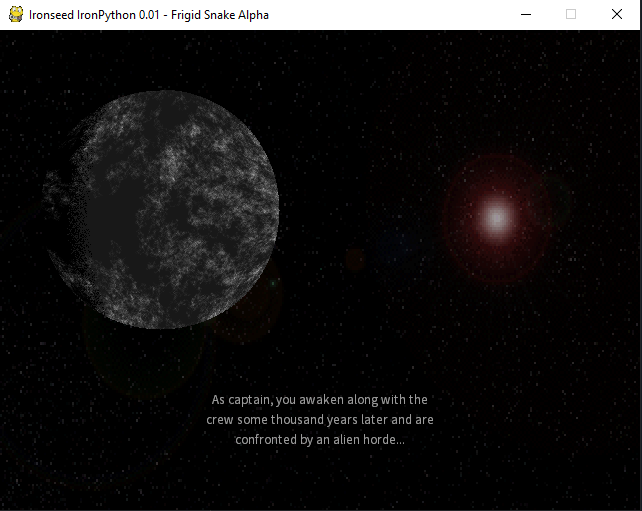 Ironseed IronPython 0.01 - Frigid Snake Alpha
As captain, you awaken along with the
crew some thousand years later and are
confronted by an alien horde...